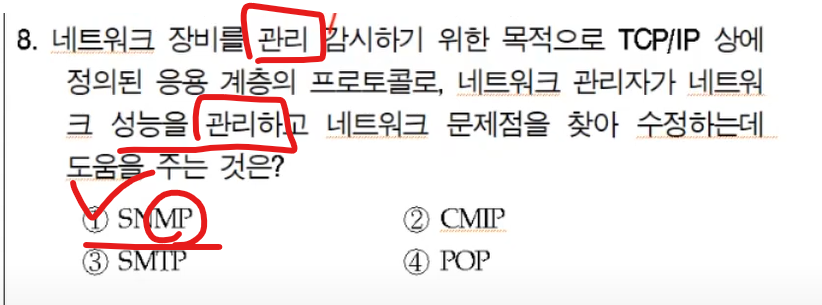 8. 네트워크 장비를 관리 감시하기 위한 목적으로 TCP/IP 상에
정의된 응용 계층의 프로토콜로, 네트워크 관리자가 네트워
크 성능을 관리하고 네트워크 문제점을 찾아 수정하는데
도움을 주는 것은?
① SNMP ② CMIP
③ SMTP ④ POP